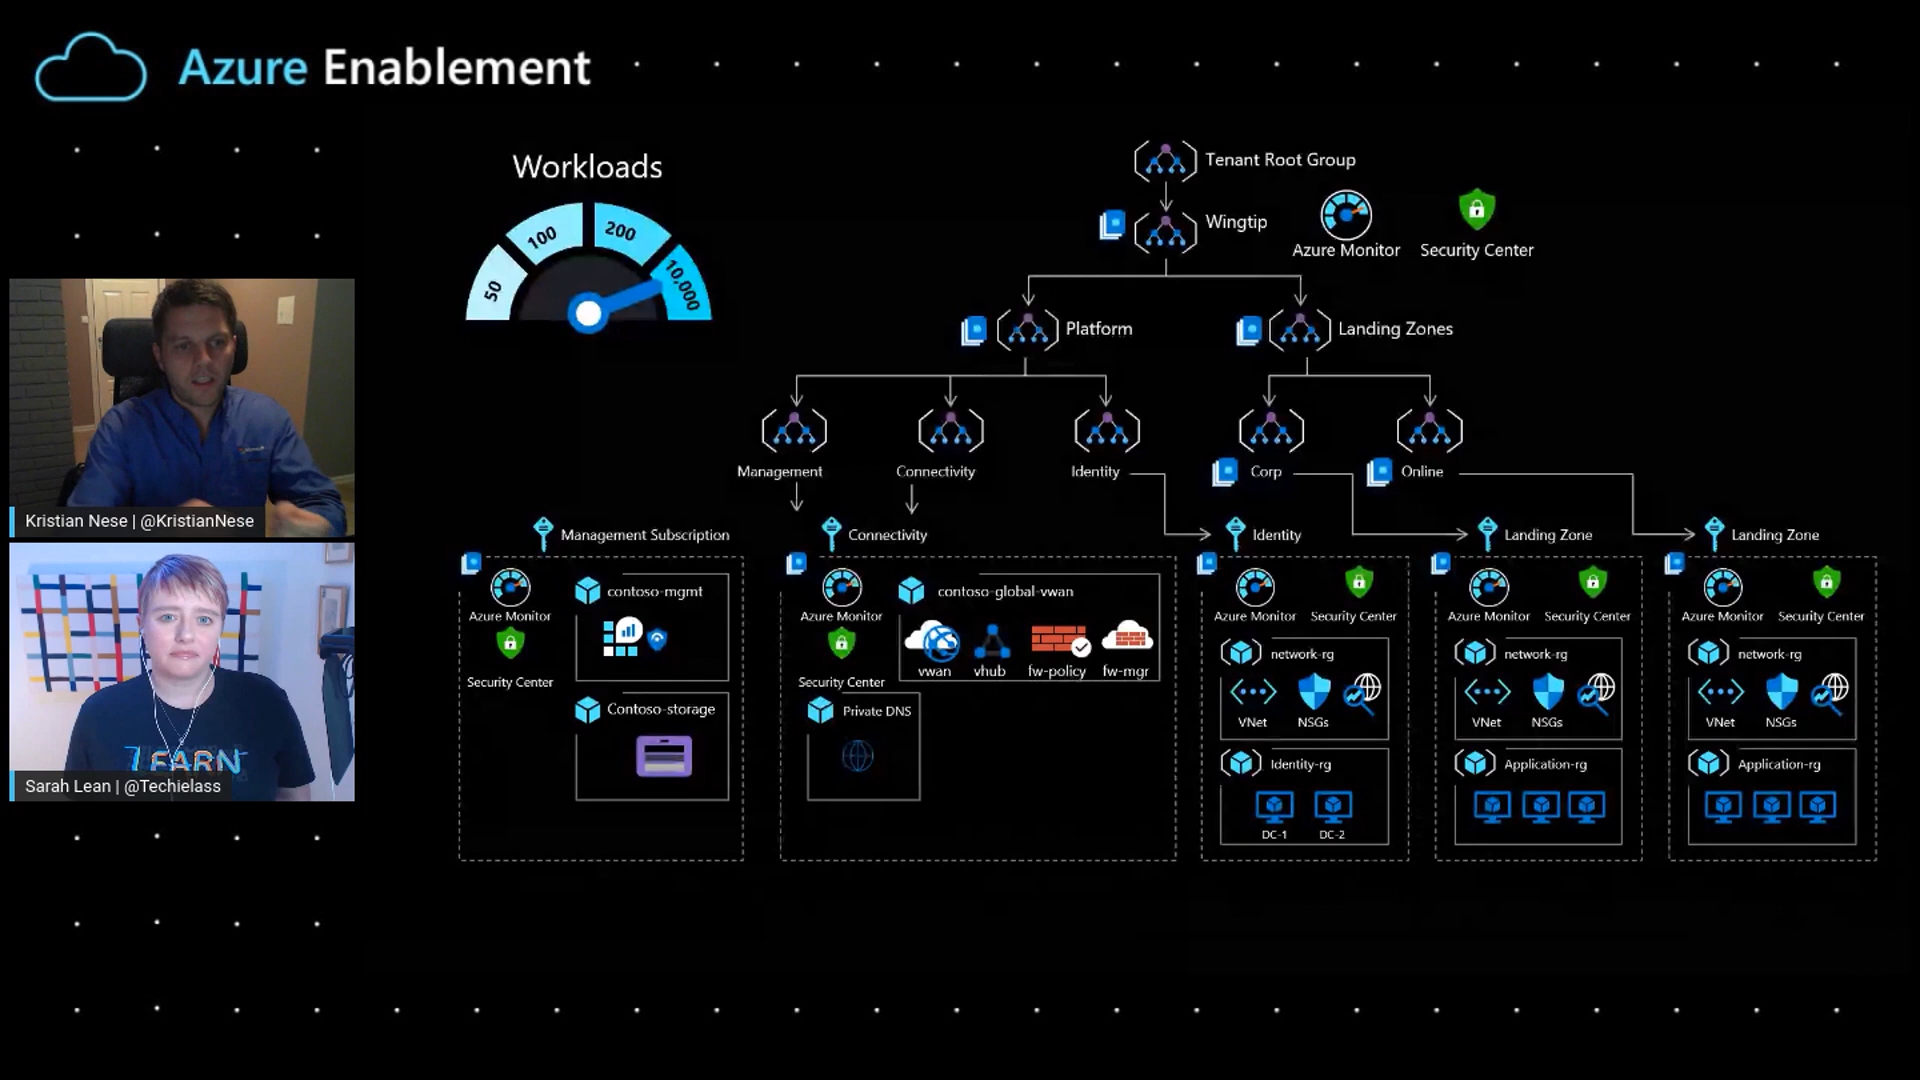 Azure Enablement
Workloads
50
100
200
10,000
Tenant Root Group
Wingtip
Azure Monitor
Security Center
Platform
Landing Zones
Management
Connectivity
Identity
Corp
Online
Management Subscription
Connectivity
Identity
Landing Zone
Landing Zone
Azure Monitor
Security Center
contoso-mgmt
Contoso-storage
Azure Monitor
Security Center
contoso-global-vwan
vwan
vhub
fw-policy
fw-mgr
Private DNS
Azure Monitor
Security Center
network-rg
VNet
NSGs
Identity-rg
DC-1
DC-2
Azure Monitor
Security Center
network-rg
VNet
NSGs
Application-rg
Azure Monitor
Security Center
network-rg
VNet
NSGs
Application-rg
Kristian Nese | @KristianNese
LEARN
Sarah Lean | @Techielass